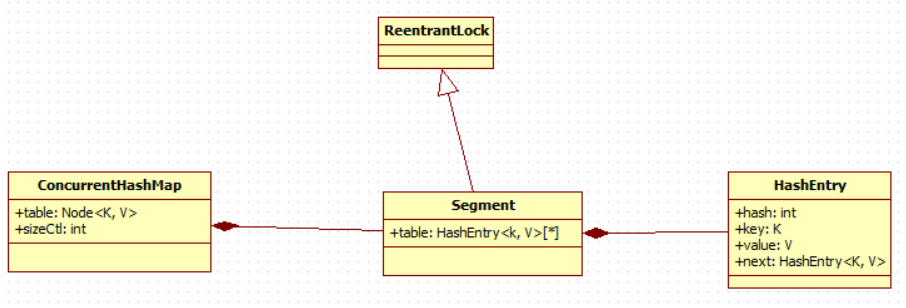 ReentrantLock
ConcurrentHashMap
+table: Node<K, V>
+sizeCtl: int
Segment
+table: HashEntry<k, V>[*]
HashEntry
+hash: int
+key: K
+value: V
+next: HashEntry<K, V>